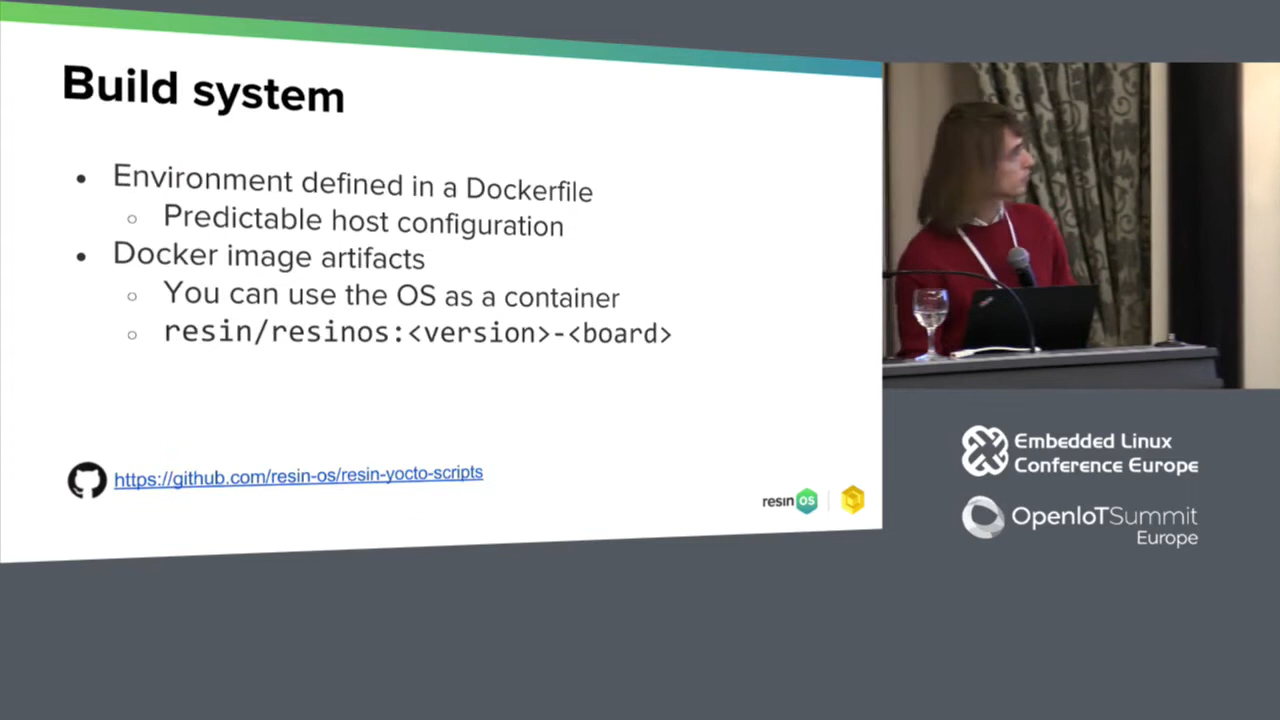 Build system
Environment defined in a Dockerfile
Predictable host configuration
Docker image artifacts
You can use the OS as a container
resin/resinos:<version>-<board>
https://github.com/resin-os/resin-yocto-scripts
resin OS
Embedded Linux
Conference Europe
OpenIoTSummit
Europe